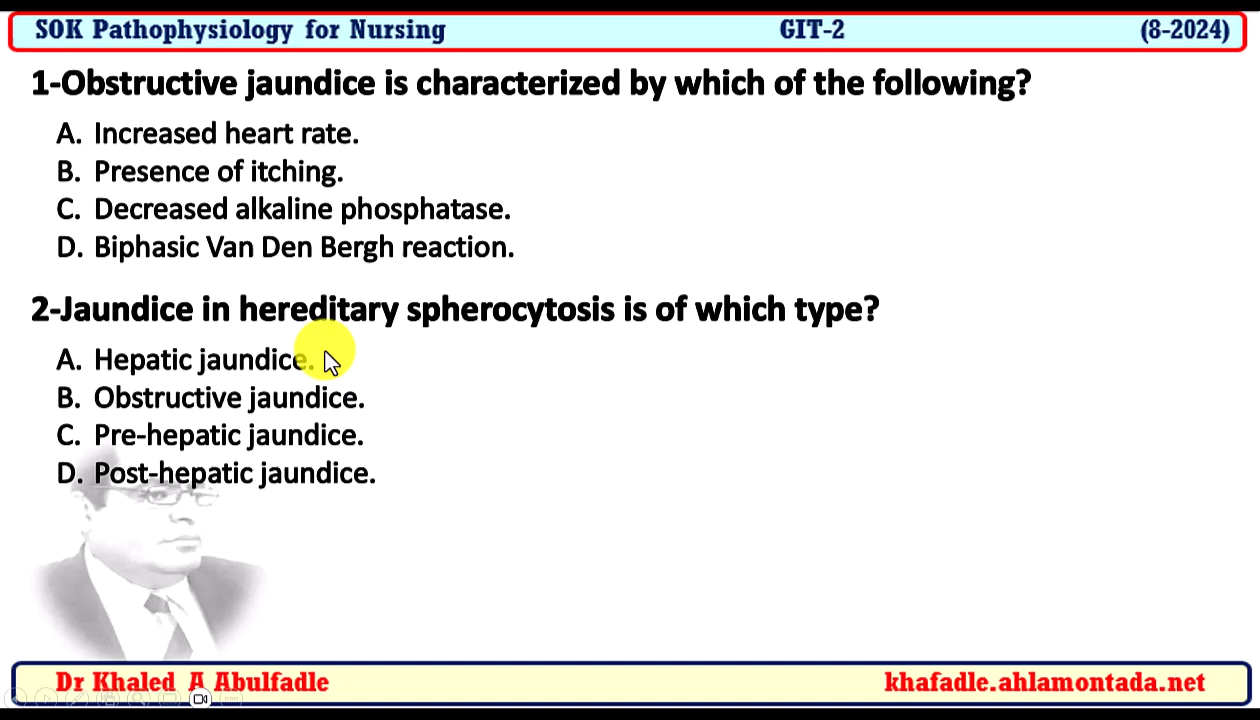 SOK Pathophysiology for Nursing GIT-2 (8-2024)
1-Obstructive jaundice is characterized by which of the following?
A. Increased heart rate.
B. Presence of itching.
C. Decreased alkaline phosphatase.
D. Biphasic Van Den Bergh reaction.
2-Jaundice in hereditary spherocytosis is of which type?
A. Hepatic jaundice.
B. Obstructive jaundice.
C. Pre-hepatic jaundice.
D. Post-hepatic jaundice.
Dr Khaled A Abulfadle khafadle.ahlamontada.net